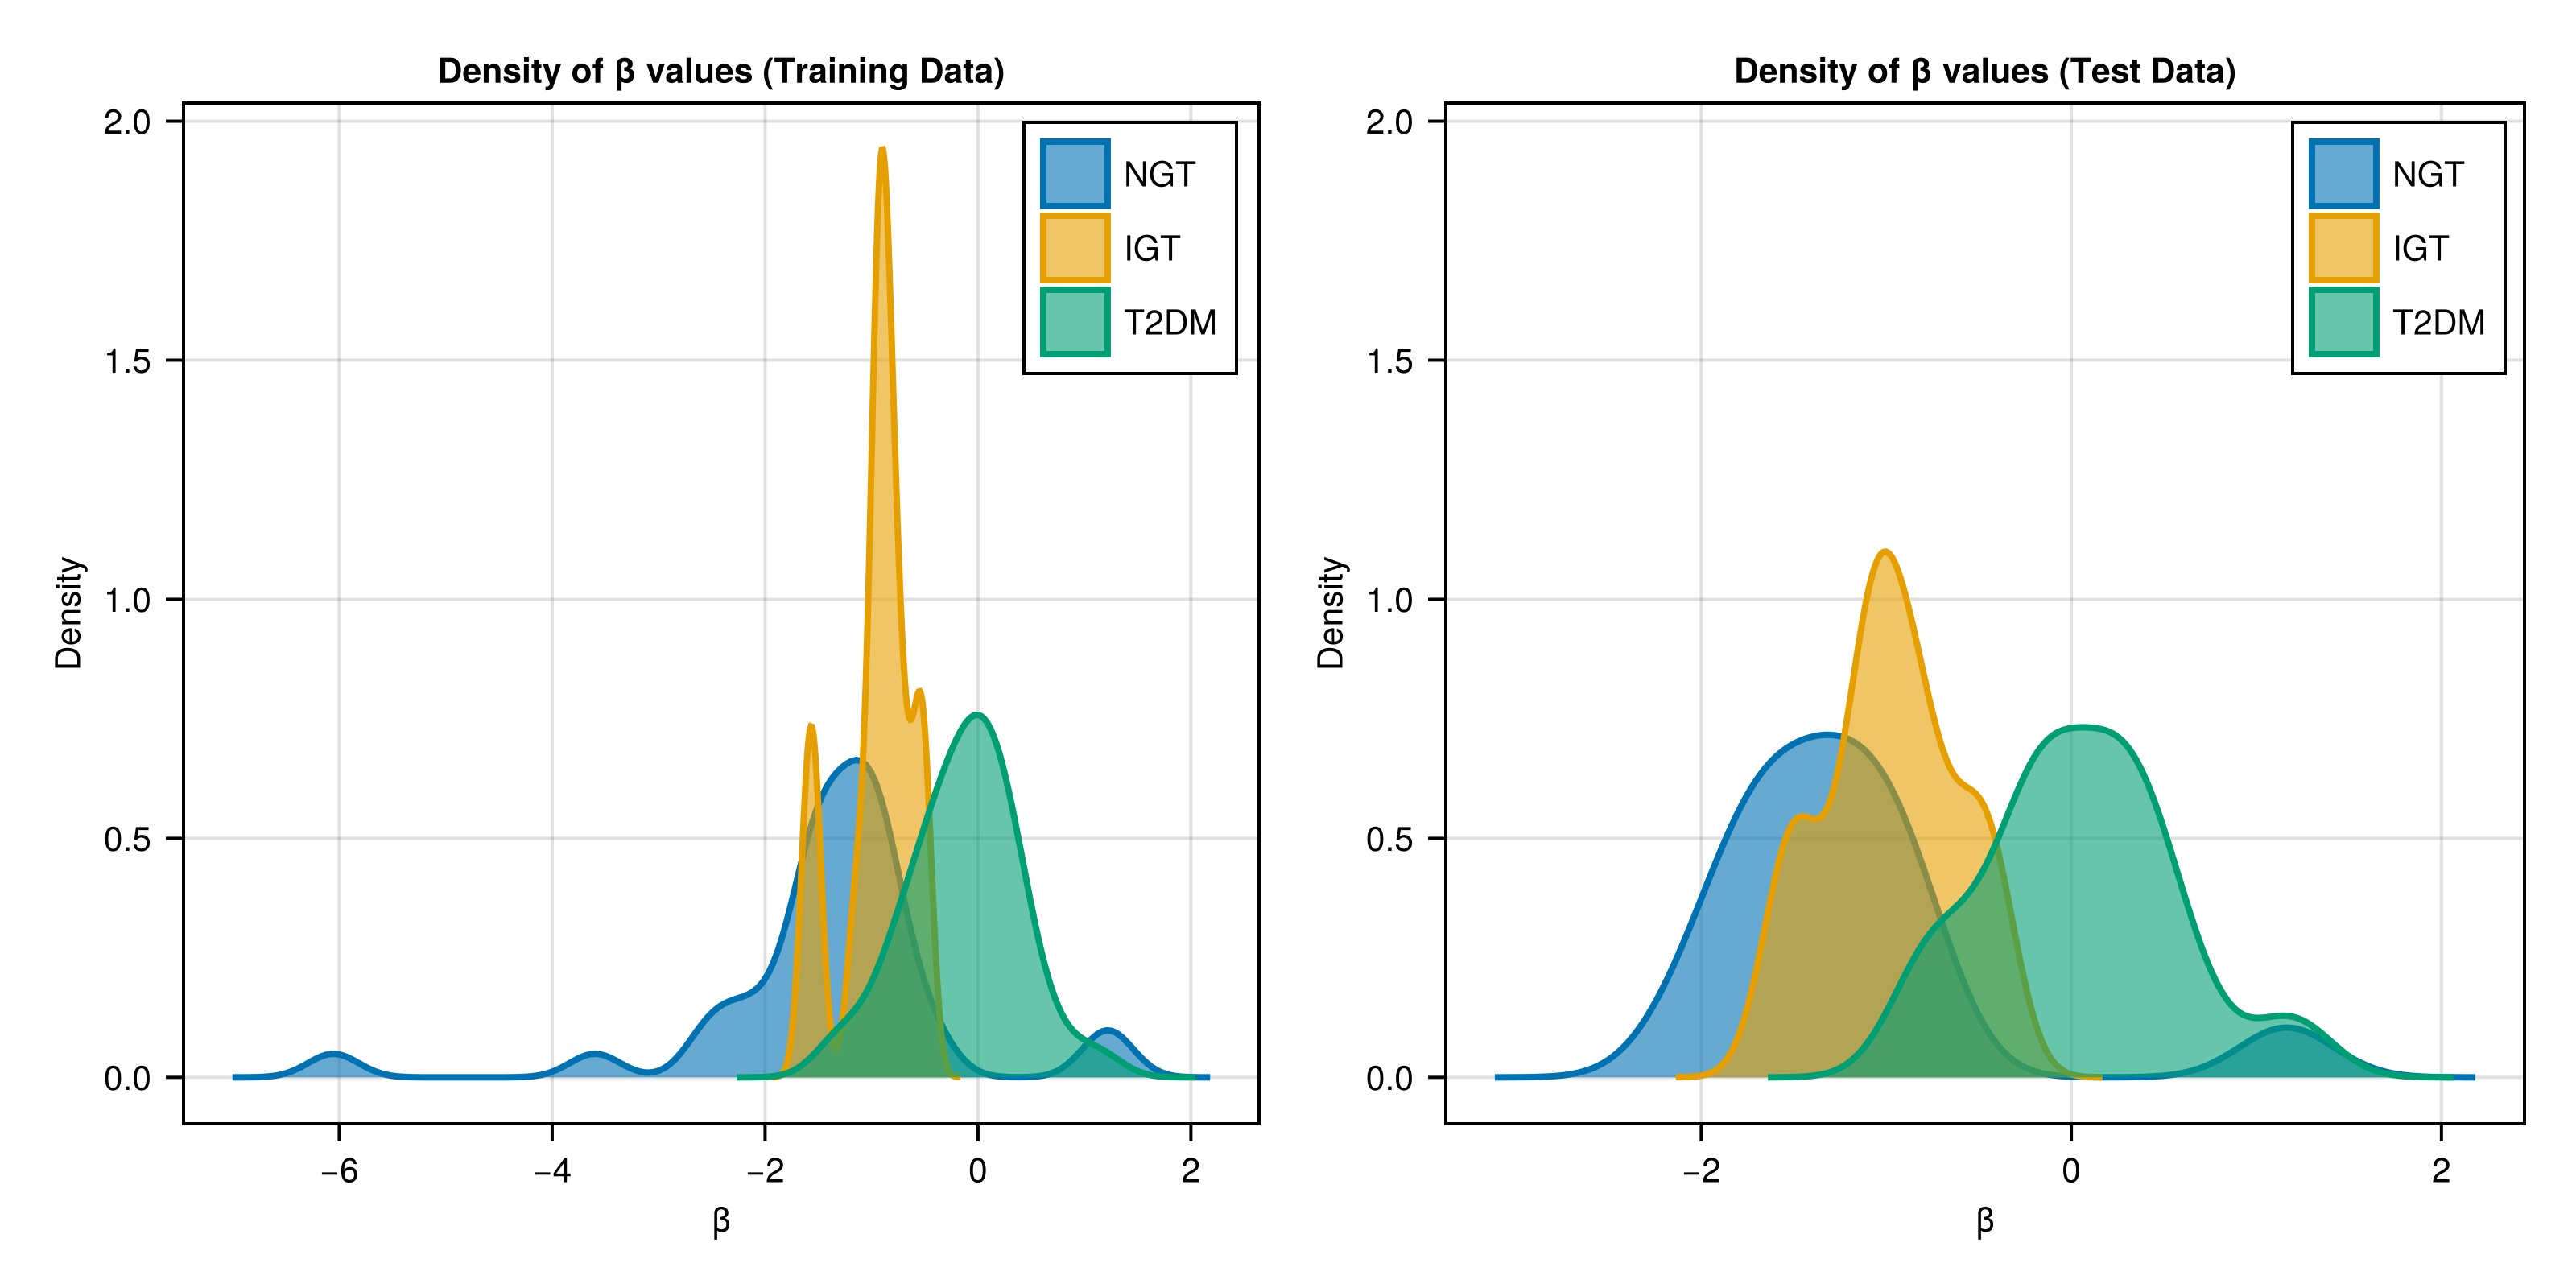 Density of β values (Training Data)
2.0
1.5
1.0
0.5
0.0
Density
−6
−4
−2
0
2
β
NGT
IGT
T2DM
Density of β values (Test Data)
2.0
1.5
1.0
0.5
0.0
Density
−2
0
2
β
NGT
IGT
T2DM